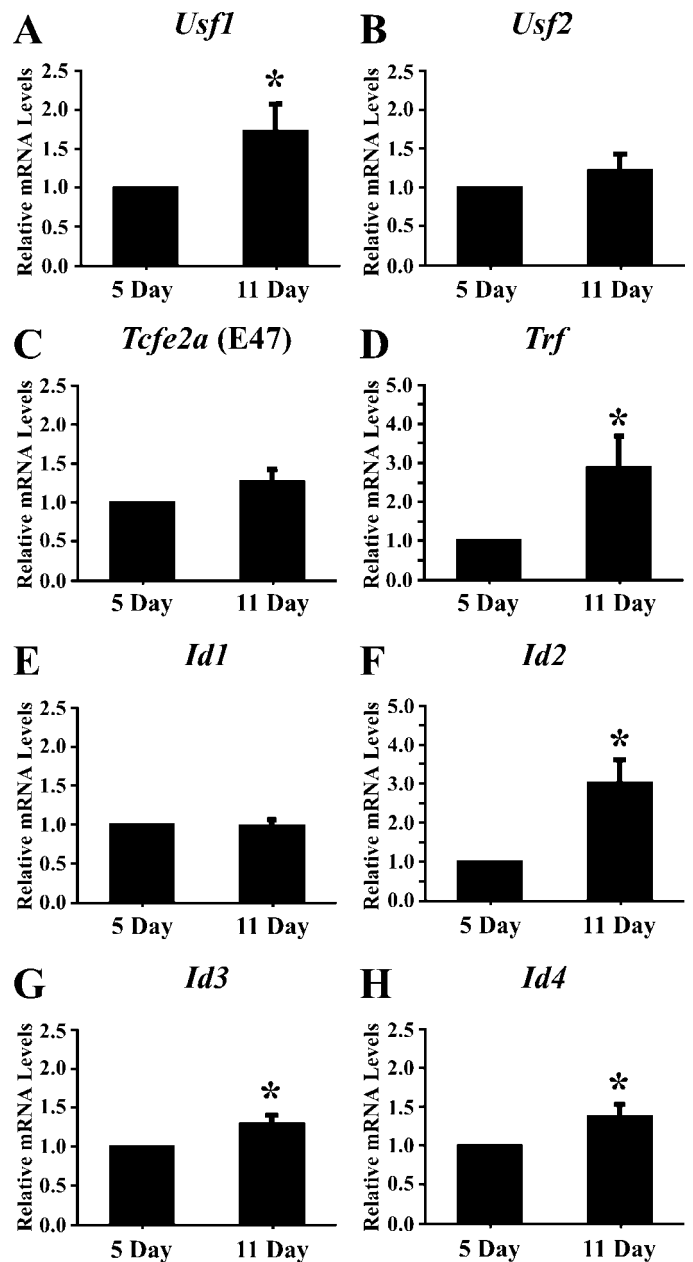 A Usf1
Relative mRNA Levels
2.5
2.0
1.5
1.0
0.5
0.0
*
5 Day 11 Day
B Usf2
Relative mRNA Levels
2.5
2.0
1.5
1.0
0.5
0.0
5 Day 11 Day
C Tcfe2a (E47)
Relative mRNA Levels
2.5
2.0
1.5
1.0
0.5
0.0
5 Day 11 Day
D Trf
Relative mRNA Levels
5.0
4.0
3.0
2.0
1.0
0.0
*
5 Day 11 Day
E Id1
Relative mRNA Levels
2.5
2.0
1.5
1.0
0.5
0.0
5 Day 11 Day
F Id2
Relative mRNA Levels
5.0
4.0
3.0
2.0
1.0
0.0
*
5 Day 11 Day
G Id3
Relative mRNA Levels
2.5
2.0
1.5
1.0
0.5
0.0
*
5 Day 11 Day
H Id4
Relative mRNA Levels
2.5
2.0
1.5
1.0
0.5
0.0
*
5 Day 11 Day